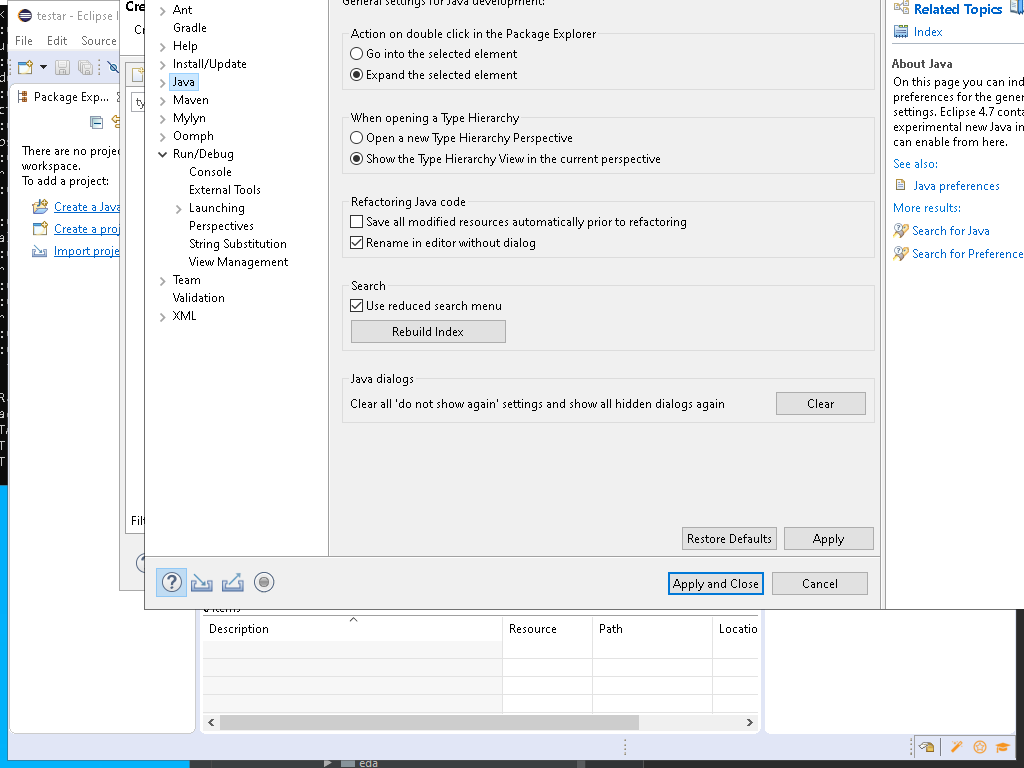 testar - Eclipse I
File Edit Source
Package Exp...
There are no proje
workspace.
To add a project:
Create a Java
Create a proj
Import proje
Cre
Cr
ty
Filt
Ant
Gradle
Help
Install/Update
Java
Maven
Mylyn
Oomph
Run/Debug
Console
External Tools
Launching
Perspectives
String Substitution
View Management
Team
Validation
XML
General settings for Java development:
Action on double click in the Package Explorer
Go into the selected element
Expand the selected element
When opening a Type Hierarchy
Open a new Type Hierarchy Perspective
Show the Type Hierarchy View in the current perspective
Refactoring Java code
Save all modified resources automatically prior to refactoring
Rename in editor without dialog
Search
Use reduced search menu
Rebuild Index
Java dialogs
Clear all 'do not show again' settings and show all hidden dialogs again
Clear
Restore Defaults Apply
Apply and Close Cancel
Related Topics
Index
About Java
On this page you can ind
preferences for the gener
settings. Eclipse 4.7 conta
experimental new Java in
can enable from here.
See also:
Java preferences
More results:
Search for Java
Search for Preference
items
Description Resource Path Locatio
eda